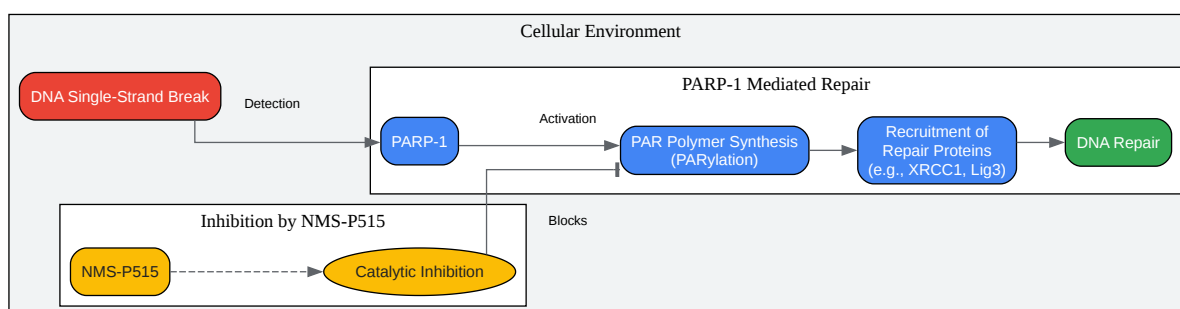 Cellular Environment
PARP-1 Mediated Repair
DNA Single-Strand Break
Detection
PARP-1
Activation
PAR Polymer Synthesis
(PARylation)
Recruitment of
Repair Proteins
(e.g., XRCC1, Lig3)
DNA Repair
Inhibition by NMS-P515
Blocks
NMS-P515
Catalytic Inhibition